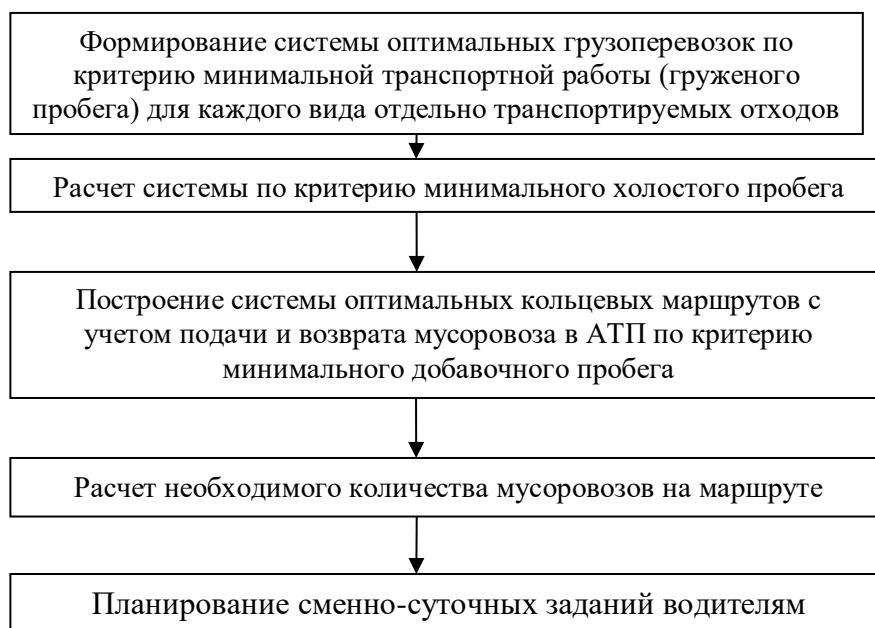 Формирование системы оптимальных грузоперевозок по
критерию минимальной транспортной работы (груженого
пробега) для каждого вида отдельно транспортируемых отходов
Расчет системы по критерию минимального холостого пробега
Построение системы оптимальных кольцевых маршрутов с
учетом подачи и возврата мусоровоза в АТП по критерию
минимального добавочного пробега
Расчет необходимого количества мусоровозов на маршруте
Планирование сменно-суточных заданий водителям